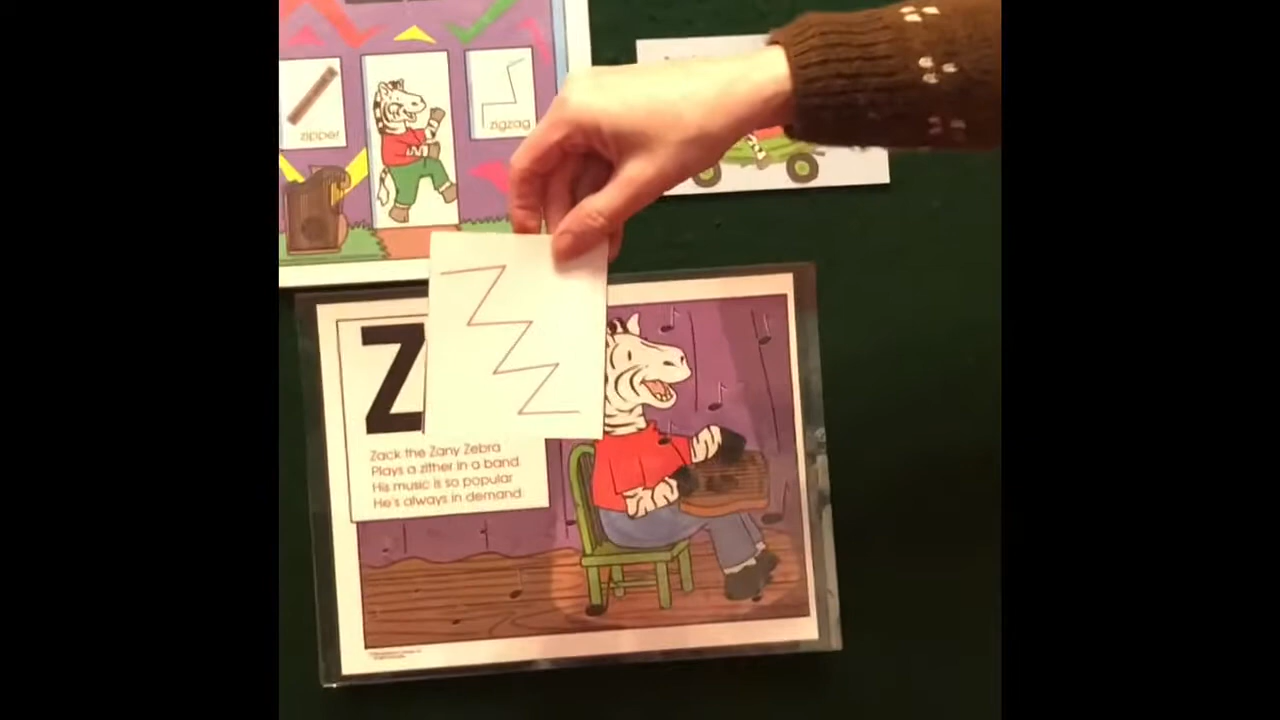 zipper
zigzag
Z
Zack the Zany Zebra
Plays a zither in a band.
His music is so popular
He's always in demand.